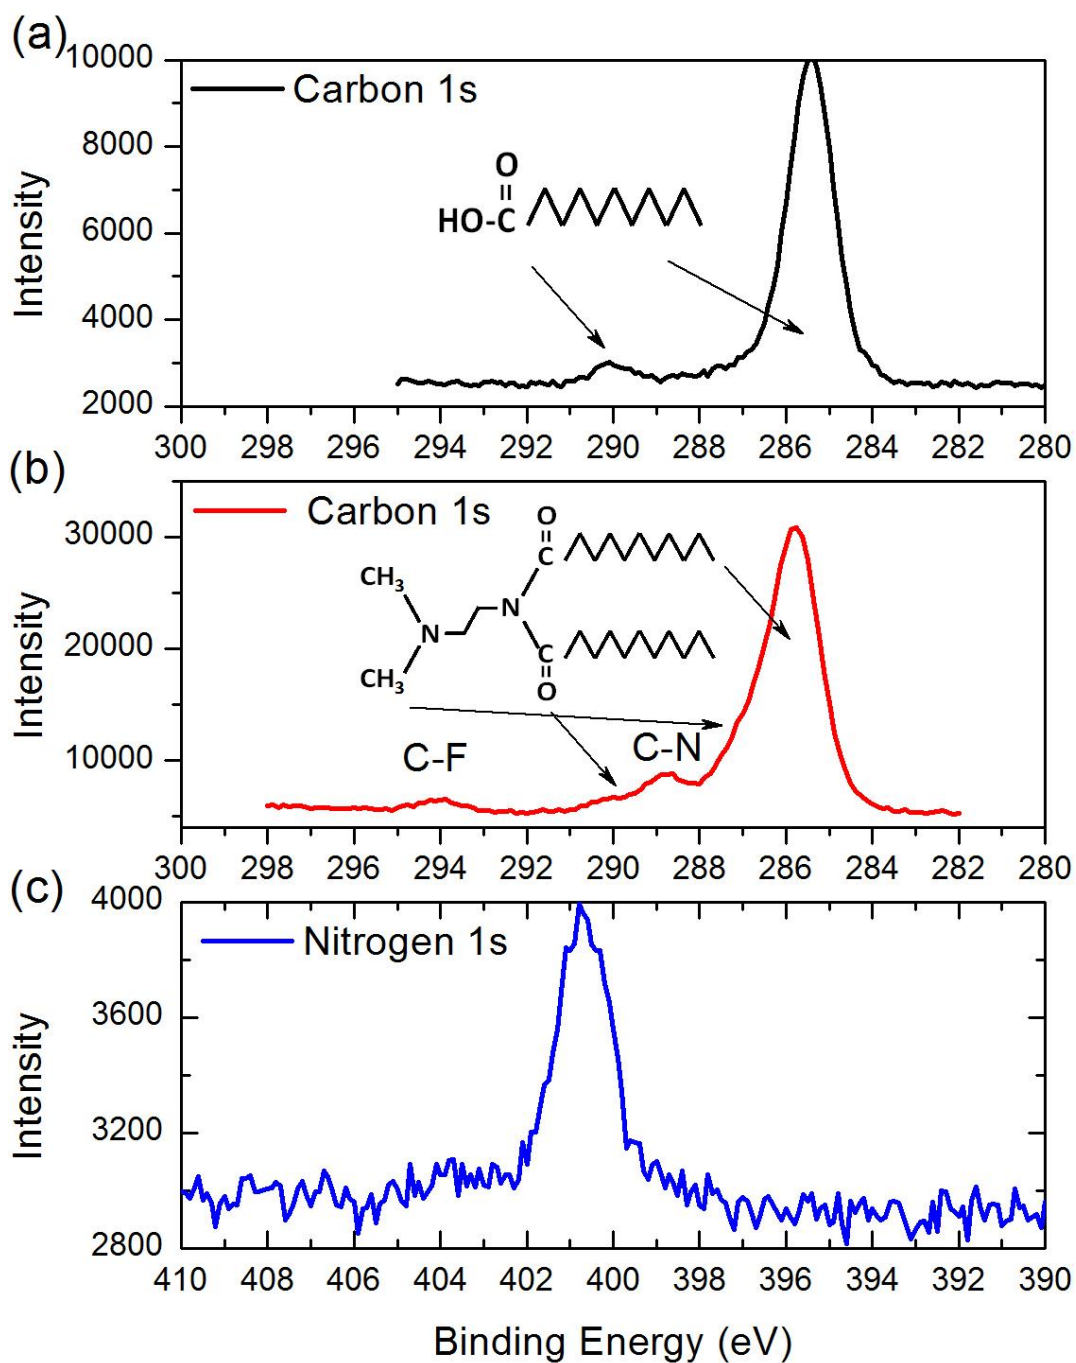 (a)
10000
Carbon 1s
8000
O
HO-C
6000
Intensity
4000
2000
300 298 296 294 292 290 288 286 284 282 280
(b)
Carbon 1s
30000
O
C
CH3
N
N
20000
C
CH3
O
Intensity
C-F
C-N
10000
300 298 296 294 292 290 288 286 284 282 280
(c)
4000
Nitrogen 1s
3600
Intensity
3200
2800
410 408 406 404 402 400 398 396 394 392 390
Binding Energy (eV)